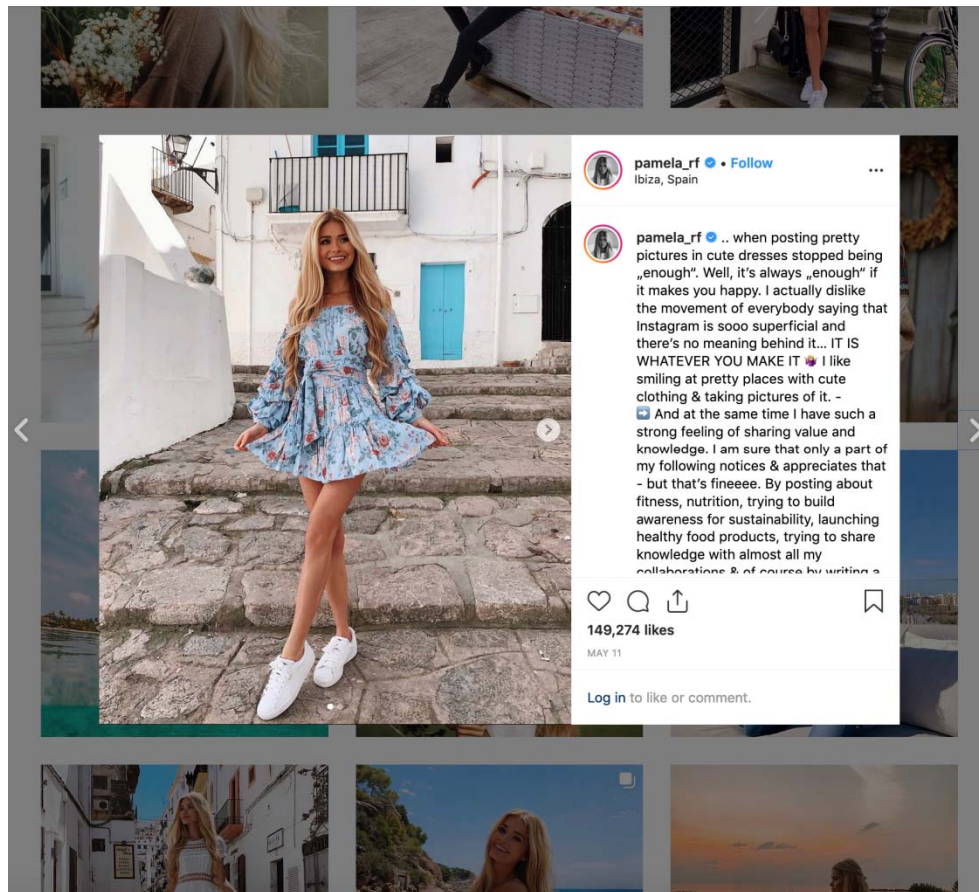 pamela_rf • Follow
Ibiza, Spain
pamela_rf .. when posting pretty
pictures in cute dresses stopped being
„enough“. Well, it’s always „enough“ if
it makes you happy. I actually dislike
the movement of everybody saying that
Instagram is sooo superficial and
there’s no meaning behind it... IT IS
WHATEVER YOU MAKE IT 🤷🏼‍♀️ I like
smiling at pretty places with cute
clothing & taking pictures of it. -
➡️ And at the same time I have such a
strong feeling of sharing value and
knowledge. I am sure that only a part of
my following notices & appreciates that
- but that’s fineeee. By posting about
fitness, nutrition, trying to build
awareness for sustainability, launching
healthy food products, trying to share
knowledge with almost all my
collaborations & of course by writing a
149,274 likes
MAY 11
Log in to like or comment.